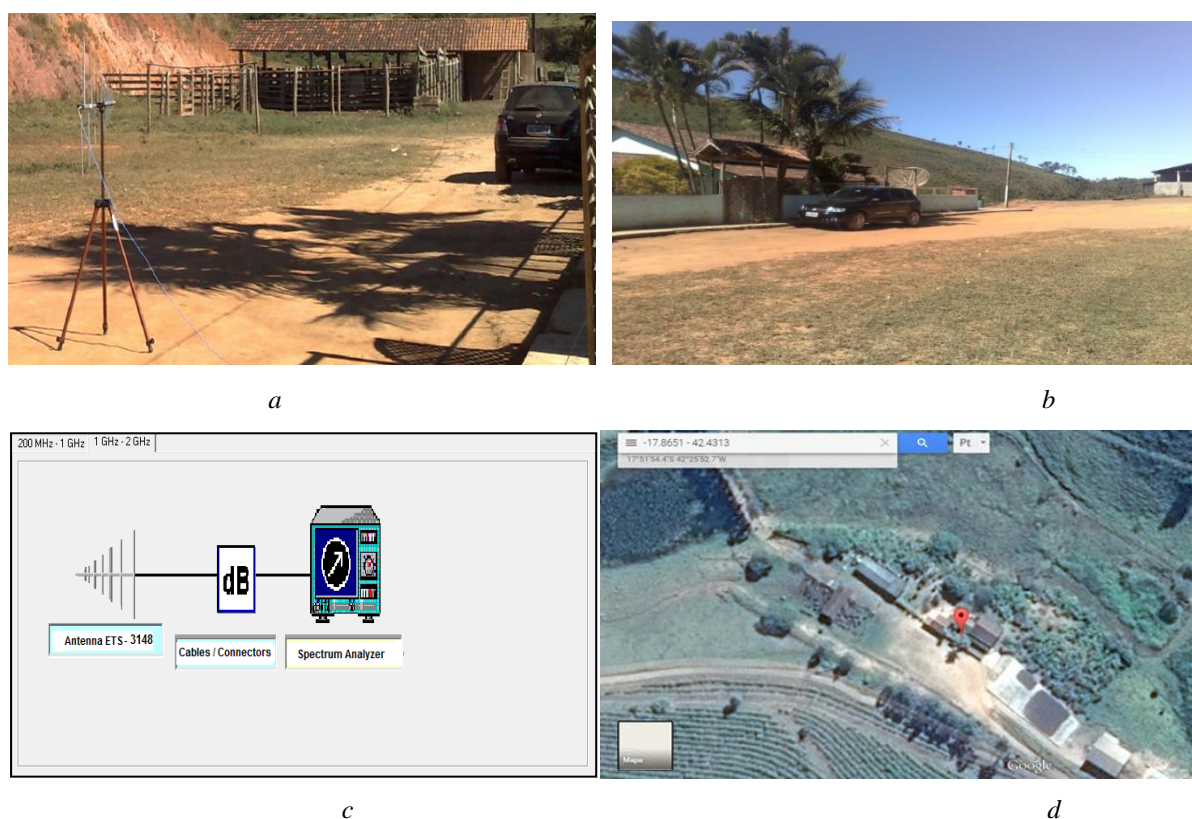 a
b
200 MHz - 1 GHz 1 GHz - 2 GHz
dB
Antenna ETS- 3148
Cables / Connectors
Spectrum Analyzer
-17.8651 - 42.4313
Pt
17°51'54.4"S 42°25'52.7"W
Mapa
Google
c
d